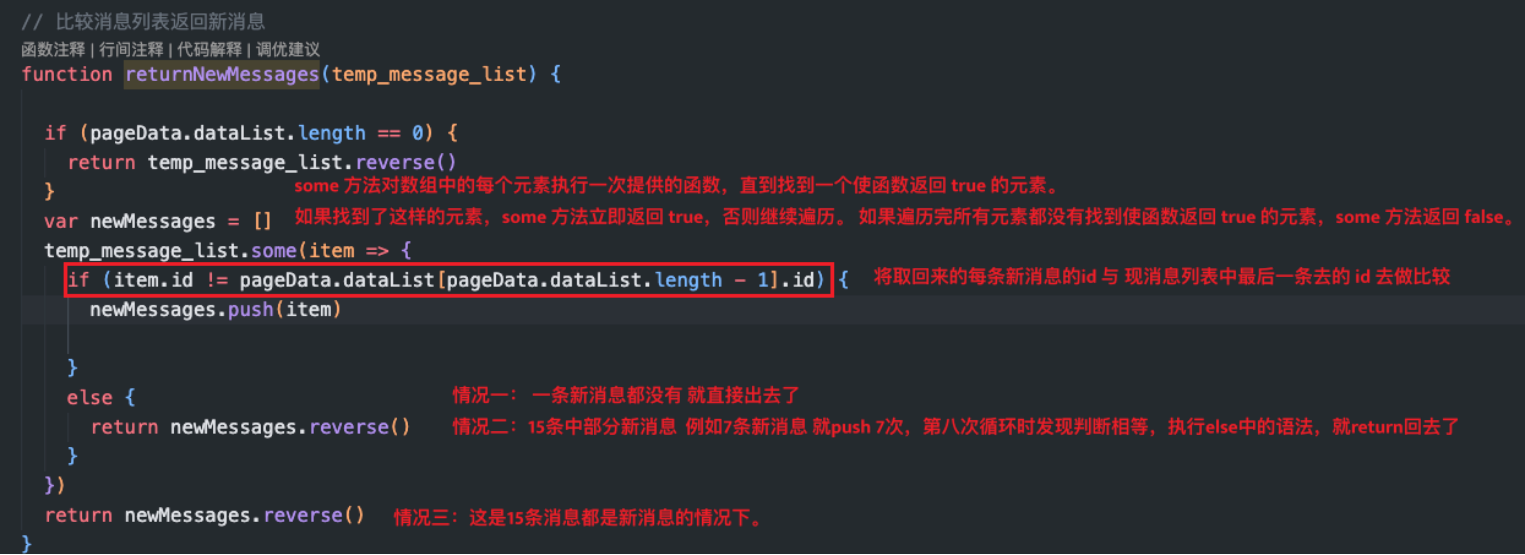 // 比较消息列表返回新消息
函数注释 | 行间注释 | 代码解释 | 调优建议
function returnNewMessages(temp_message_list) {
if (pageData.dataList.length == 0) {
return temp_message_list.reverse()
some 方法对数组中的每个元素执行一次提供的函数，直到找到一个使函数返回 true 的元素。
}
var newMessages = [] 如果找到了这样的元素，some 方法立即返回 true，否则继续遍历。 如果遍历完所有元素都没有找到使函数返回 true 的元素，some 方法返回 false。
temp_message_list.some(item => {
if (item.id != pageData.dataList[pageData.dataList.length - 1].id) { 将取回来的每条新消息的id 与 现消息列表中最后一条去的 id 去做比较
newMessages.push(item)
}
else { 情况一： 一条新消息都没有 就直接出去了
return newMessages.reverse() 情况二：15条中部分新消息 例如7条新消息 就push 7次，第八次循环时发现判断相等，执行else中的语法，就return回去了
}
})
return newMessages.reverse() 情况三：这是15条消息都是新消息的情况下。
}